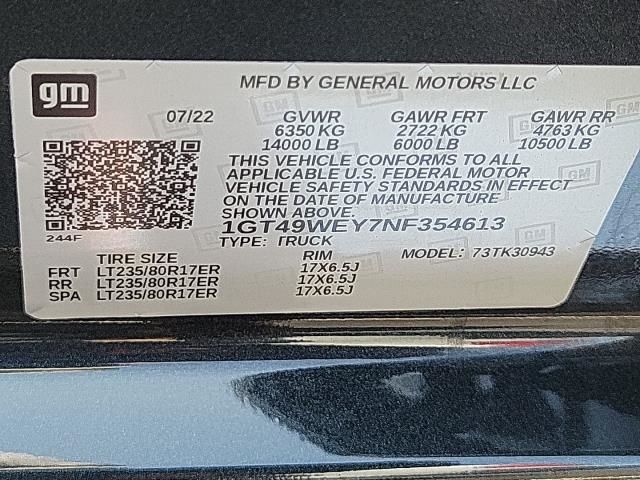 gm
MFD BY GENERAL MOTORS LLC
07/22 GVWR GAWR FRT GAWR RR
6350 KG 2722 KG 4763 KG
14000 LB 6000 LB 10500 LB
THIS VEHICLE CONFORMS TO ALL
APPLICABLE U.S. FEDERAL MOTOR
VEHICLE SAFETY STANDARDS IN EFFECT
ON THE DATE OF MANUFACTURE
SHOWN ABOVE.
1GT49WEY7NF354613
244F TYPE: TRUCK MODEL: 73TK30943
TIRE SIZE RIM
FRT LT235/80R17ER 17X6.5J
RR LT235/80R17ER 17X6.5J
SPA LT235/80R17ER 17X6.5J